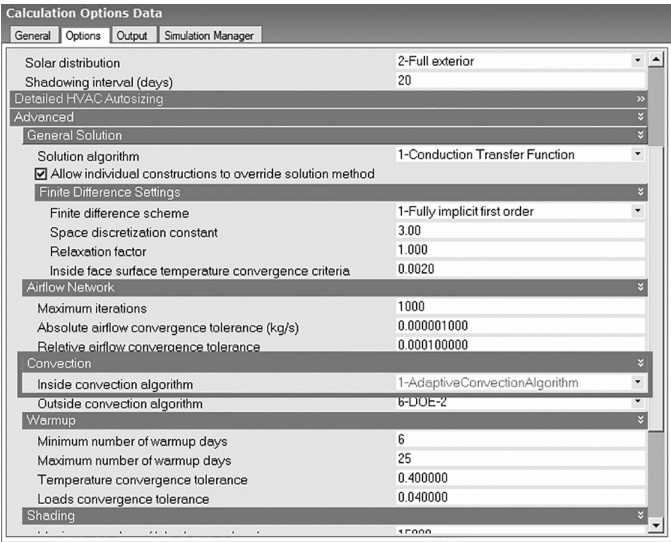 Calculation Options Data
General Options Output Simulation Manager
Solar distribution 2-Full exterior
Shadowing interval (days) 20
Detailed HVAC Autosizing
Advanced
General Solution
Solution algorithm 1-Conduction Transfer Function
Allow individual constructions to override solution method
Finite Difference Settings
Finite difference scheme 1-Fully implicit first order
Space discretization constant 3.00
Relaxation factor 1.000
Inside face surface temperature convergence criteria 0.0020
Airflow Network
Maximum iterations 1000
Absolute airflow convergence tolerance (kg/s) 0.000001000
Relative airflow convergence tolerance 0.000100000
Convection
Inside convection algorithm 1-AdaptiveConvectionAlgorithm
Outside convection algorithm 6-DOE-2
Warmup
Minimum number of warmup days 6
Maximum number of warmup days 25
Temperature convergence tolerance 0.400000
Loads convergence tolerance 0.040000
Shading